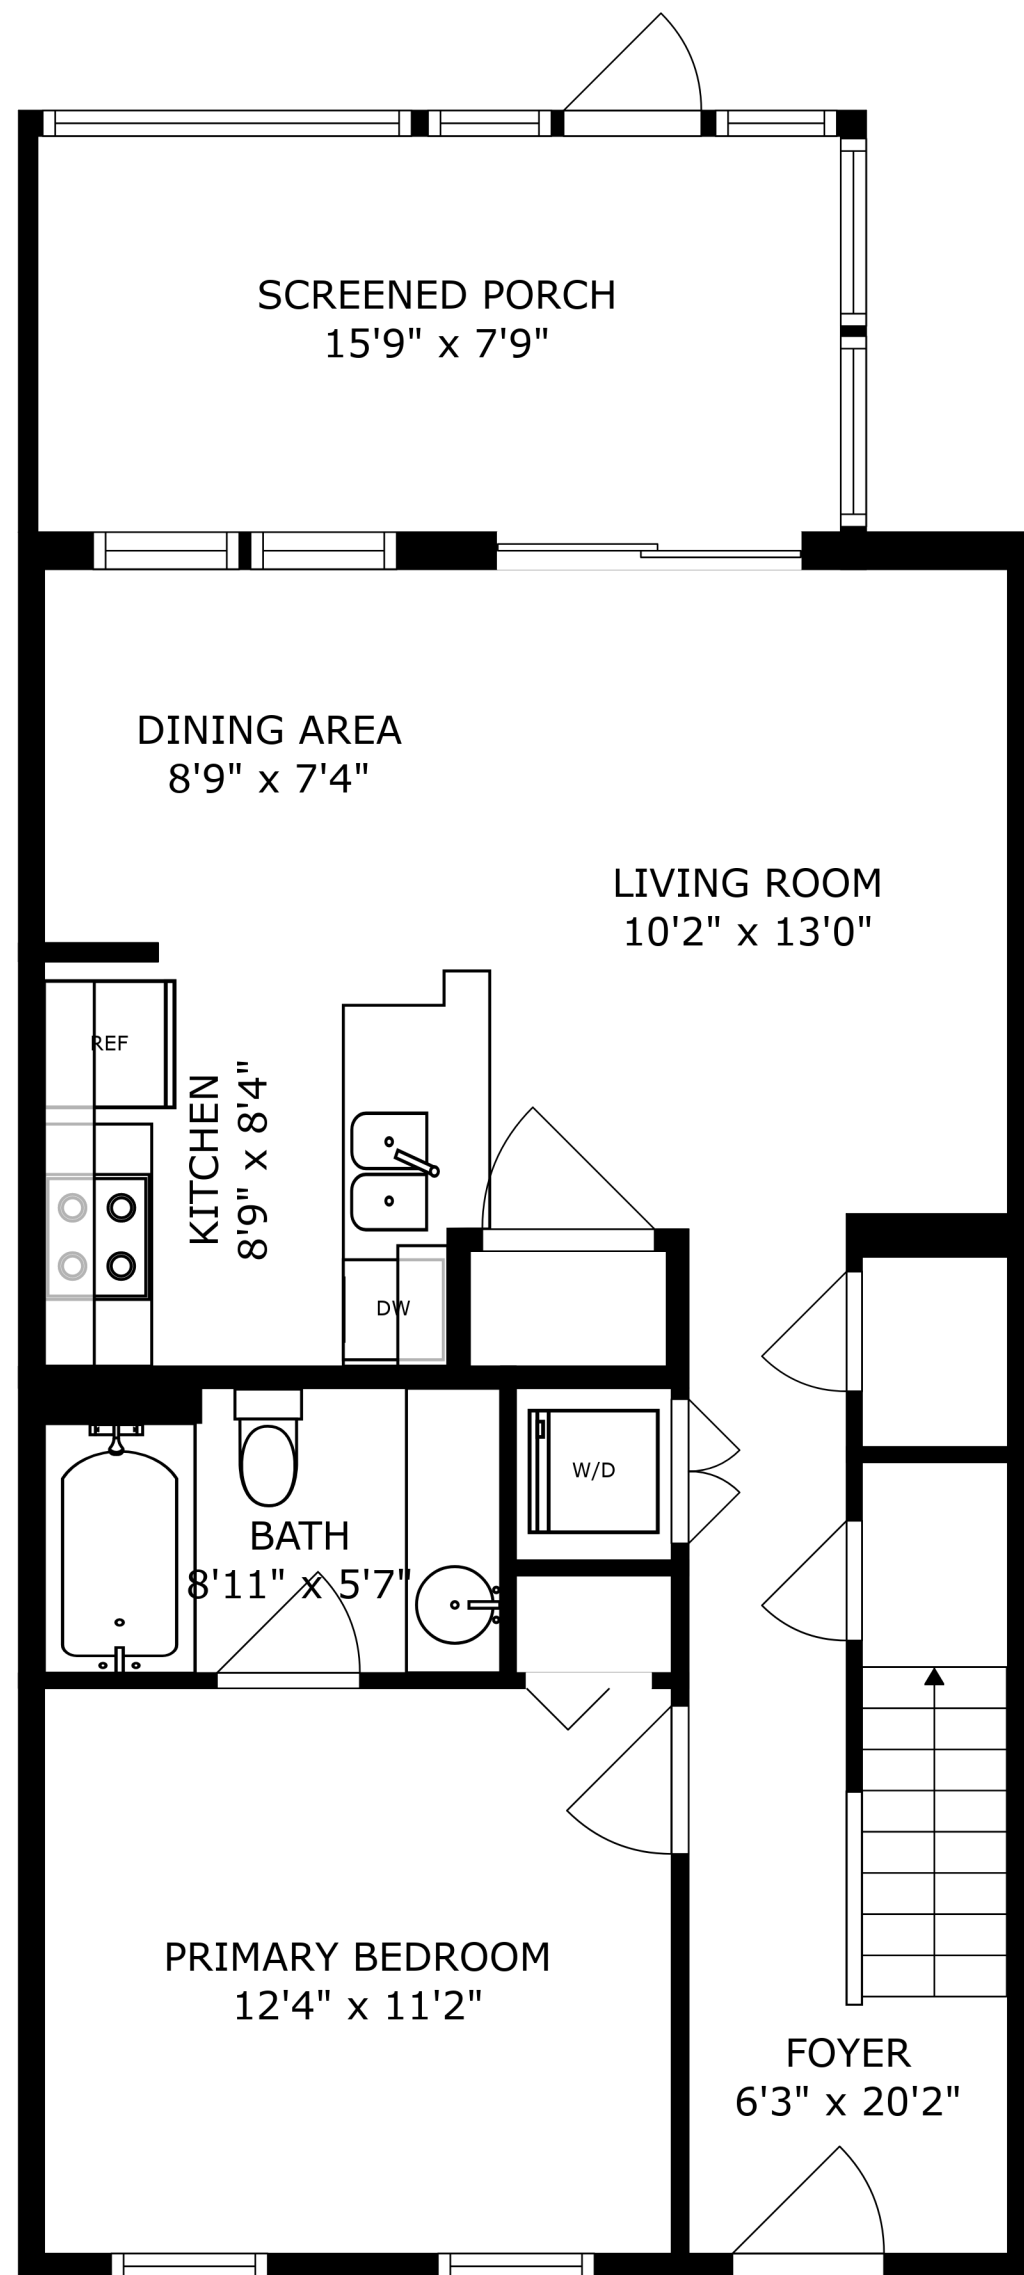 SCREENED PORCH
15'9" x 7'9"
DINING AREA
8'9" x 7'4"
LIVING ROOM
10'2" x 13'0"
REF
KITCHEN
8'9" x 8'4"
DW
W/D
BATH
8'11" x 5'7"
PRIMARY BEDROOM
12'4" x 11'2"
FOYER
6'3" x 20'2"